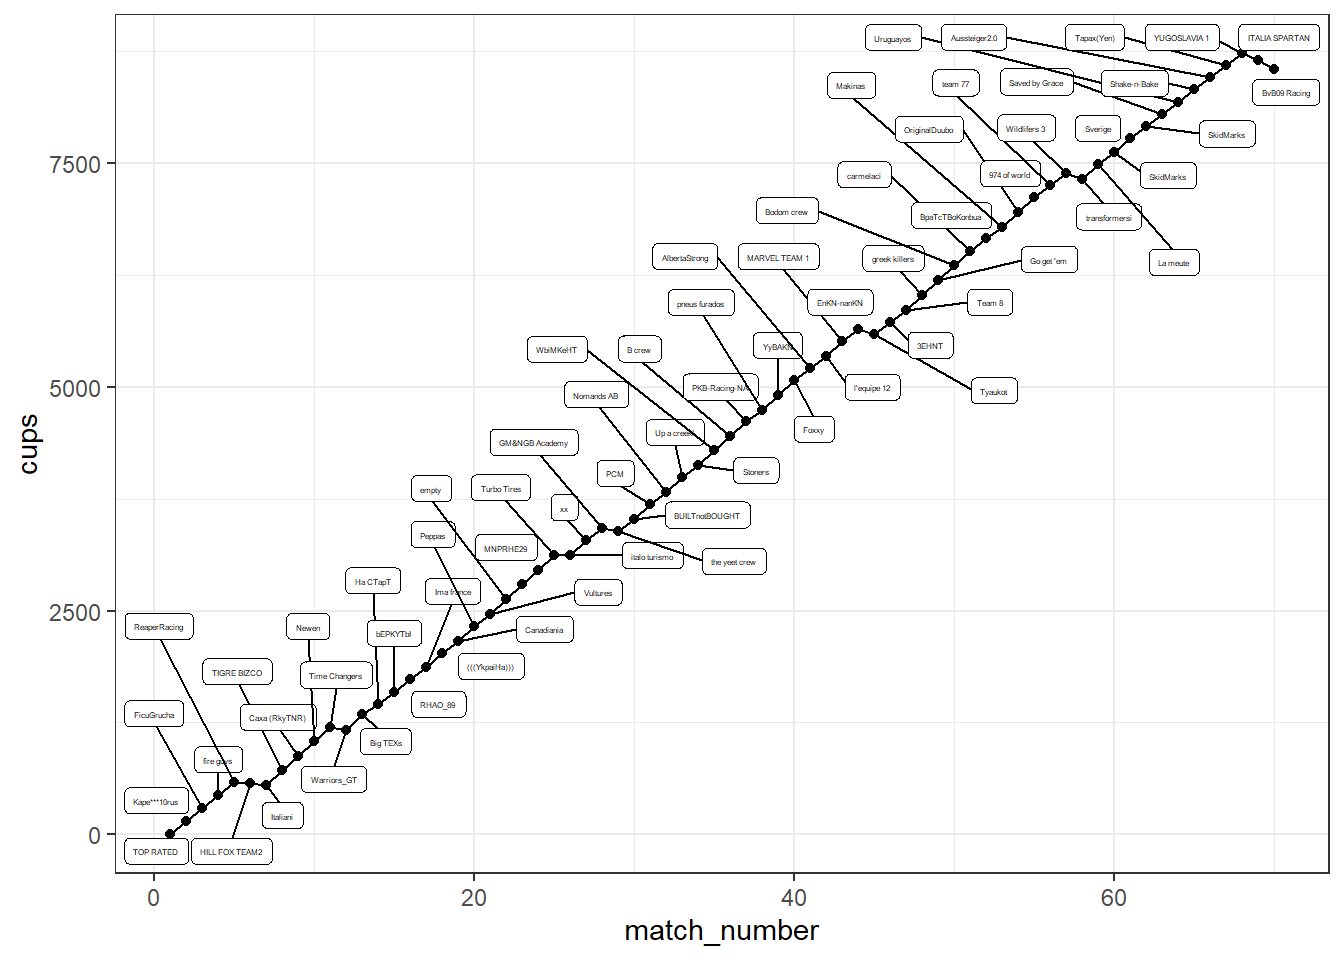 Uruguayos
Aussteiger2.0
Tapax(Yen)
YUGOSLAVIA 1
ITALIA SPARTAN
Makinas
team 77
Saved by Grace
Shake-n-Bake
BvB09 Racing
OriginalDuubo
Wildlifers 3
Sverige
SkidMarks
7500
carmelaci
974 of world
SkidMarks
Bodom crew
BpaTcTBoKonbua
transformersi
AlbertaStrong
MARVEL TEAM 1
greek killers
Go get 'em
La meute
pneus furados
EnKN-nanKN
Team 8
WbiMKeHT
B crew
YyBAKN
3EHNT
5000
Nomands AB
PKB-Racing-NA
l'equipe 12
Tyaukot
GM&NGB Academy
Up a creek!
Foxxy
empty
Turbo Tires
PCM
Stoners
xx
BUILTnotBOUGHT
Peppas
MNPRHE29
italo turismo
the yeet crew
Ha CTapT
Ima france
Vultures
2500
ReaperRacing
Newen
bEPKYTbI
Canadiania
TIGRE BIZCO
Time Changers
(((YkpaiHa)))
FicuGrucha
Caxa (RkyTNR)
RHAO_89
fire guys
Big TEXs
Kape***10rus
Warriors_GT
Italiani
0
TOP RATED
HILL FOX TEAM2
0
20
40
60
match_number
cups